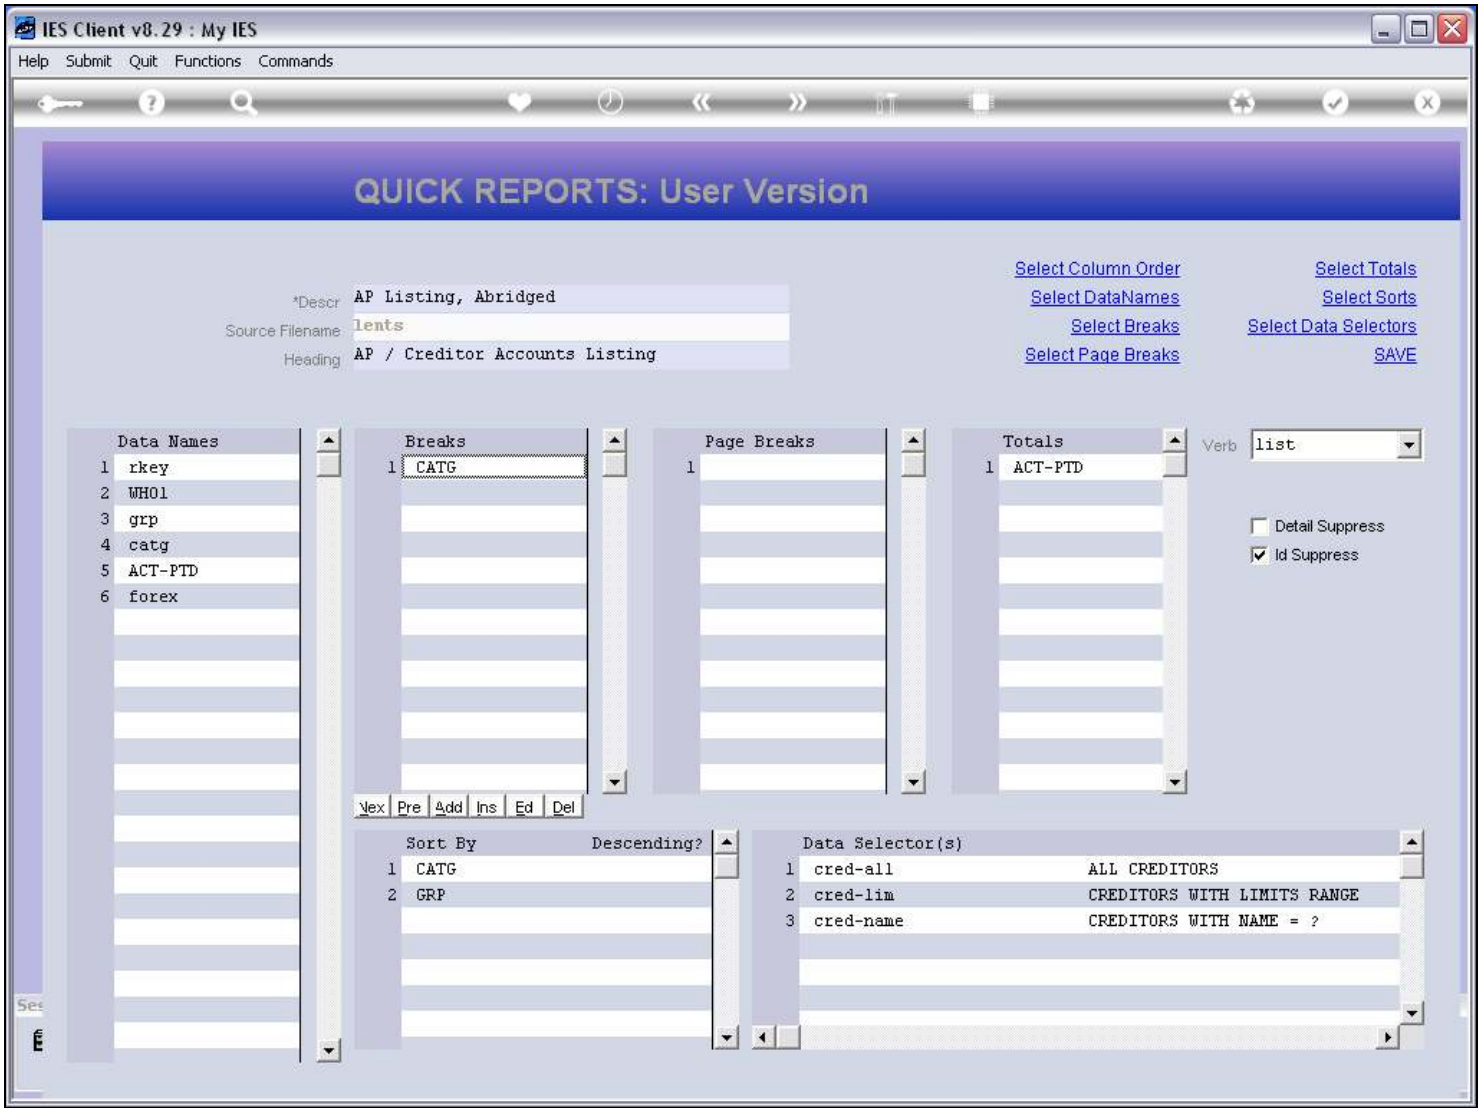 IES Client v8.29 : My IES
Help Submit Quit Functions Commands
QUICK REPORTS: User Version
Select Column Order Select Totals
*Descr AP Listing, Abridged Select DataNames Select Sorts
Source Filename lents Select Breaks Select Data Selectors
Heading AP / Creditor Accounts Listing Select Page Breaks SAVE
Data Names Breaks Page Breaks Totals Verb list
1 rkey 1 CATG 1 1 ACT-PTD
2 WHO1
3 grp Detail Suppress
4 catg Id Suppress
5 ACT-PTD
6 forex
Nex Pre Add Ins Ed Del
Sort By Descending? Data Selector(s)
1 CATG 1 cred-all ALL CREDITORS
2 GRP 2 cred-lim CREDITORS WITH LIMITS RANGE
3 cred-name CREDITORS WITH NAME = ?
Ses